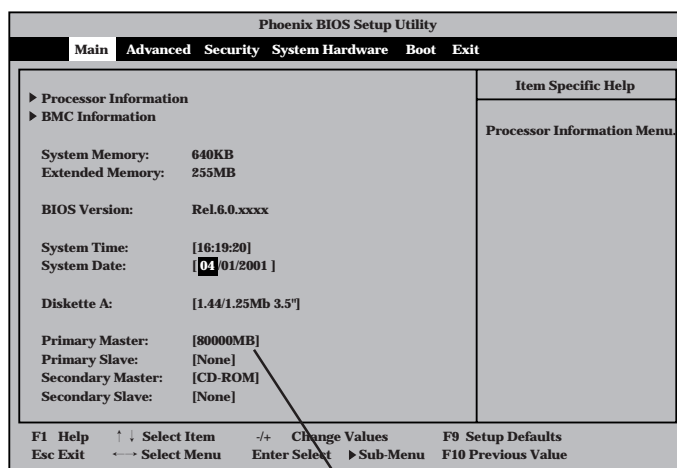 Phoenix BIOS Setup Utility
Main Advanced Security System Hardware Boot Exit
Item Specific Help
▶ Processor Information
▶ BMC Information
Processor Information Menu.
System Memory: 640KB
Extended Memory: 255MB
BIOS Version: Rel.6.0.xxxx
System Time: [16:19:20]
System Date: [ 04/01/2001 ]
Diskette A: [1.44/1.25Mb 3.5"]
Primary Master: [80000MB]
Primary Slave: [None]
Secondary Master: [CD-ROM]
Secondary Slave: [None]
F1 Help ↑↓ Select Item -/+ Change Values F9 Setup Defaults
Esc Exit ←→ Select Menu Enter Select ▶Sub-Menu F10 Previous Value